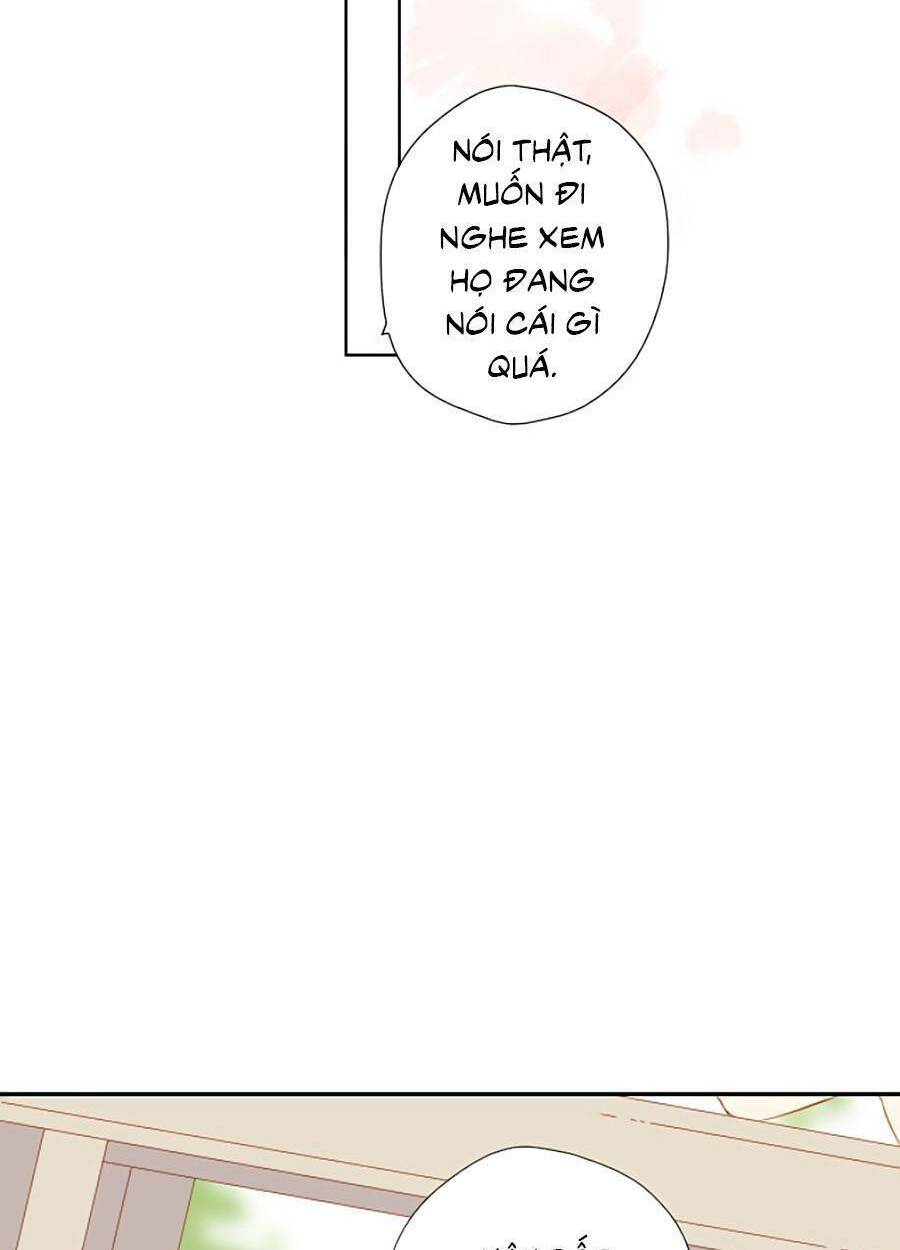 NÓI THẬT,
MUỐN ĐI
NGHE XEM
HỌ ĐANG
NÓI CÁI GÌ
QUÁ.